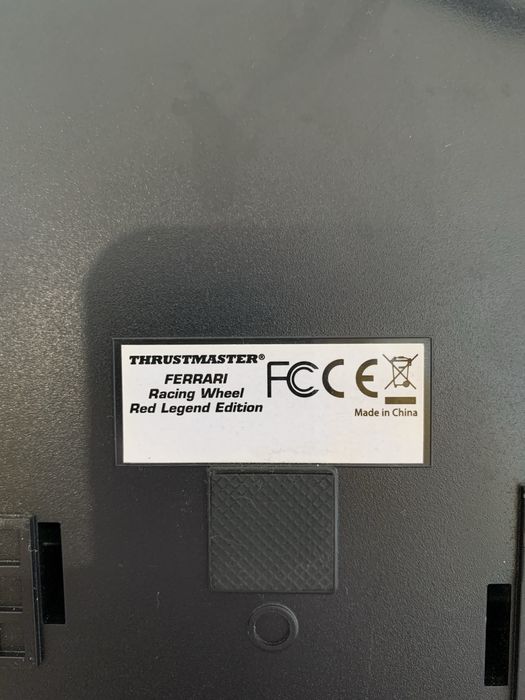 THRUSTMASTER®
FERRARI
Racing Wheel
Red Legend Edition
FC CE
Made in China